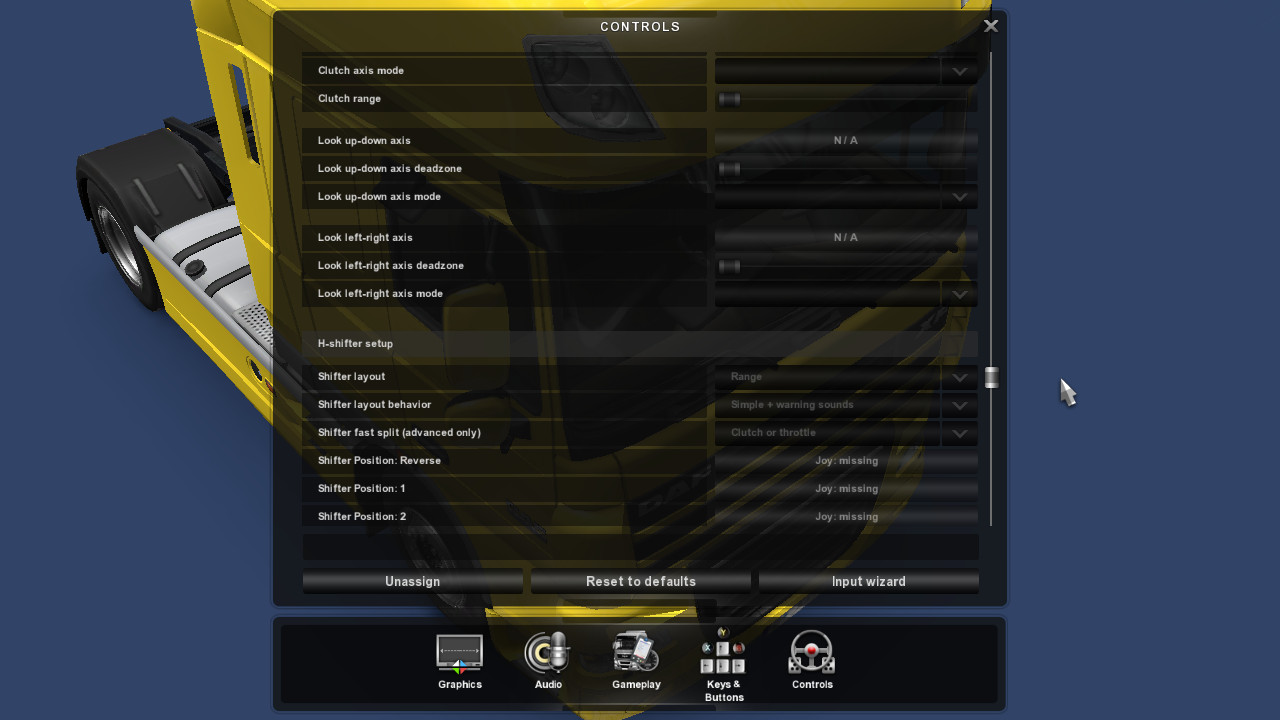 CONTROLS
Clutch axis mode
Clutch range
Look up-down axis N / A
Look up-down axis deadzone
Look up-down axis mode
Look left-right axis N / A
Look left-right axis deadzone
Look left-right axis mode
H-shifter setup
Shifter layout Range
Shifter layout behavior Simple + warning sounds
Shifter fast split (advanced only) Clutch or throttle
Shifter Position: Reverse Joy: missing
Shifter Position: 1 Joy: missing
Shifter Position: 2 Joy: missing
Unassign Reset to defaults Input wizard
Graphics Audio Gameplay Keys & Buttons Controls